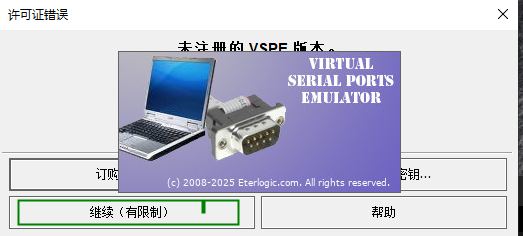 许可证错误
未注册的 VSPE 版本。
VIRTUAL
SERIAL PORTS
EMULATOR
(c) 2008-2025 Eterlogic.com. All rights reserved.
订购
密钥...
继续（有限制）
帮助